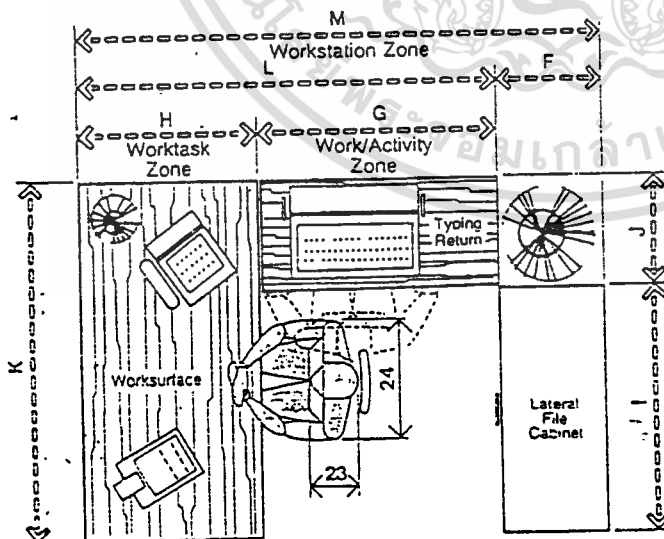 M
Workstation Zone
L
F
H
G
Worktask
Zone
Work/Activity
Zone
Typing
Return
J
K
Worksurface
24
Lateral
File
Cabinet
23